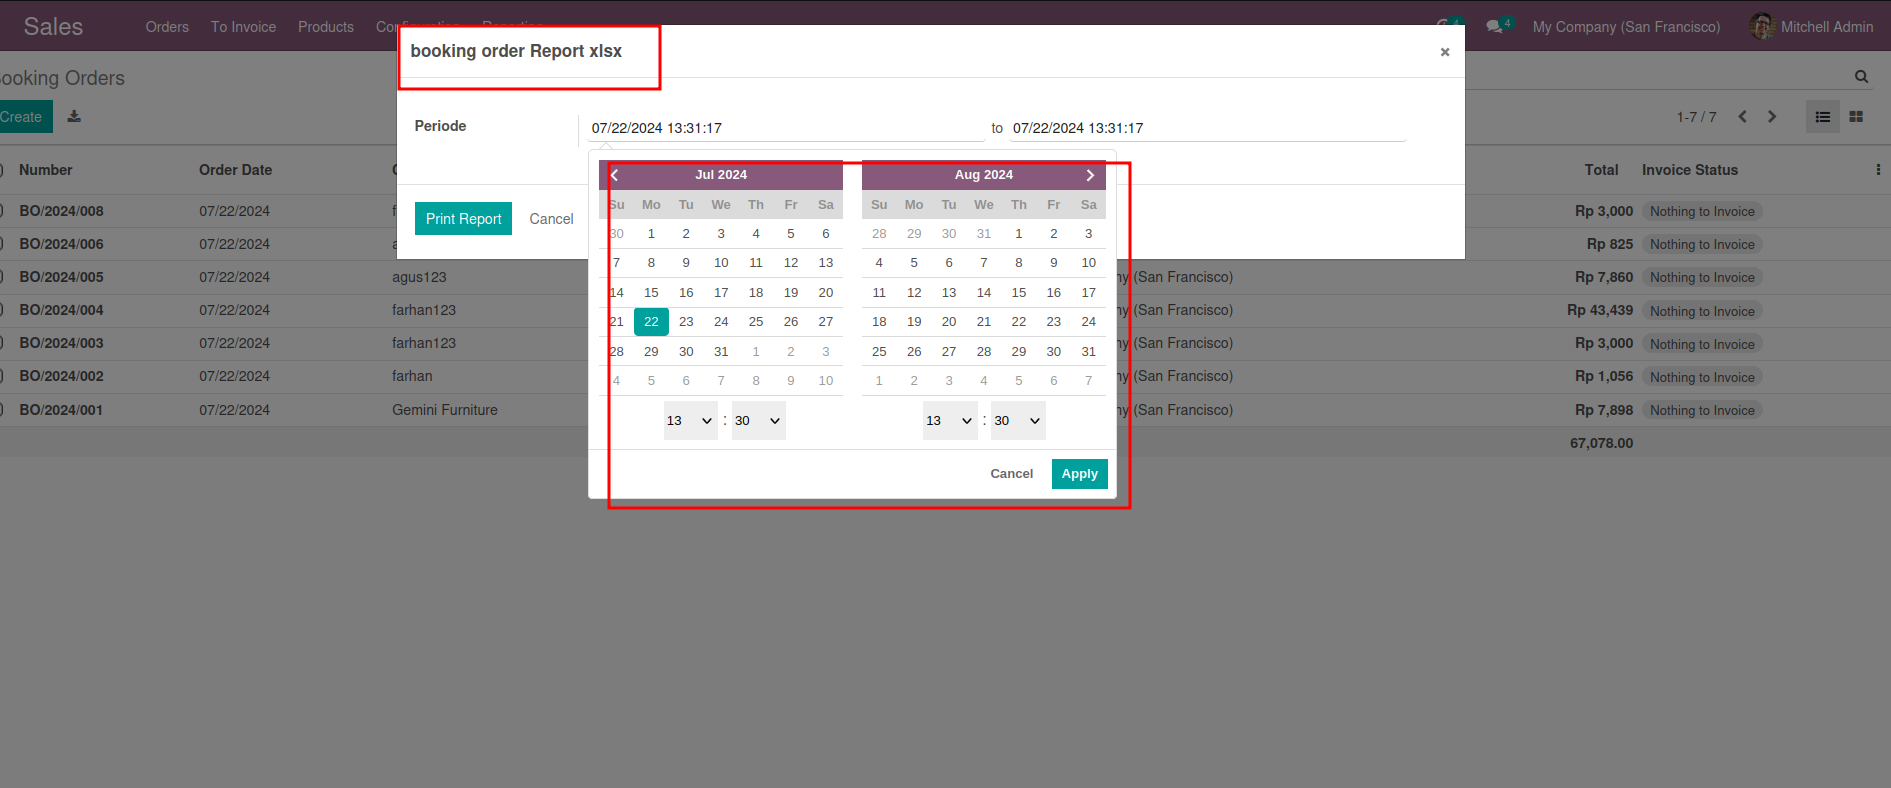 Sales Orders To Invoice Products 4 4 My Company (San Francisco) Mitchell Admin
booking order Report xlsx ×
ooking Orders
Create 1-7 / 7
Periode 07/22/2024 13:31:17 to 07/22/2024 13:31:17
Number Order Date Total Invoice Status
Jul 2024 Aug 2024
Su Mo Tu We Th Fr Sa Su Mo Tu We Th Fr Sa
BO/2024/008 07/22/2024 Rp 3,000 Nothing to Invoice
Print Report Cancel
30 1 2 3 4 5 6 28 29 30 31 1 2 3
BO/2024/006 07/22/2024 Rp 825 Nothing to Invoice
7 8 9 10 11 12 13 4 5 6 7 8 9 10
BO/2024/005 07/22/2024 agus123 ny (San Francisco) Rp 7,860 Nothing to Invoice
14 15 16 17 18 19 20 11 12 13 14 15 16 17
BO/2024/004 07/22/2024 farhan123 ny (San Francisco) Rp 43,439 Nothing to Invoice
21 22 23 24 25 26 27 18 19 20 21 22 23 24
BO/2024/003 07/22/2024 farhan123 ny (San Francisco) Rp 3,000 Nothing to Invoice
28 29 30 31 1 2 3 25 26 27 28 29 30 31
BO/2024/002 07/22/2024 farhan ny (San Francisco) Rp 1,056 Nothing to Invoice
4 5 6 7 8 9 10 1 2 3 4 5 6 7
BO/2024/001 07/22/2024 Gemini Furniture ny (San Francisco) Rp 7,898 Nothing to Invoice
13 : 30 13 : 30
67,078.00
Cancel Apply